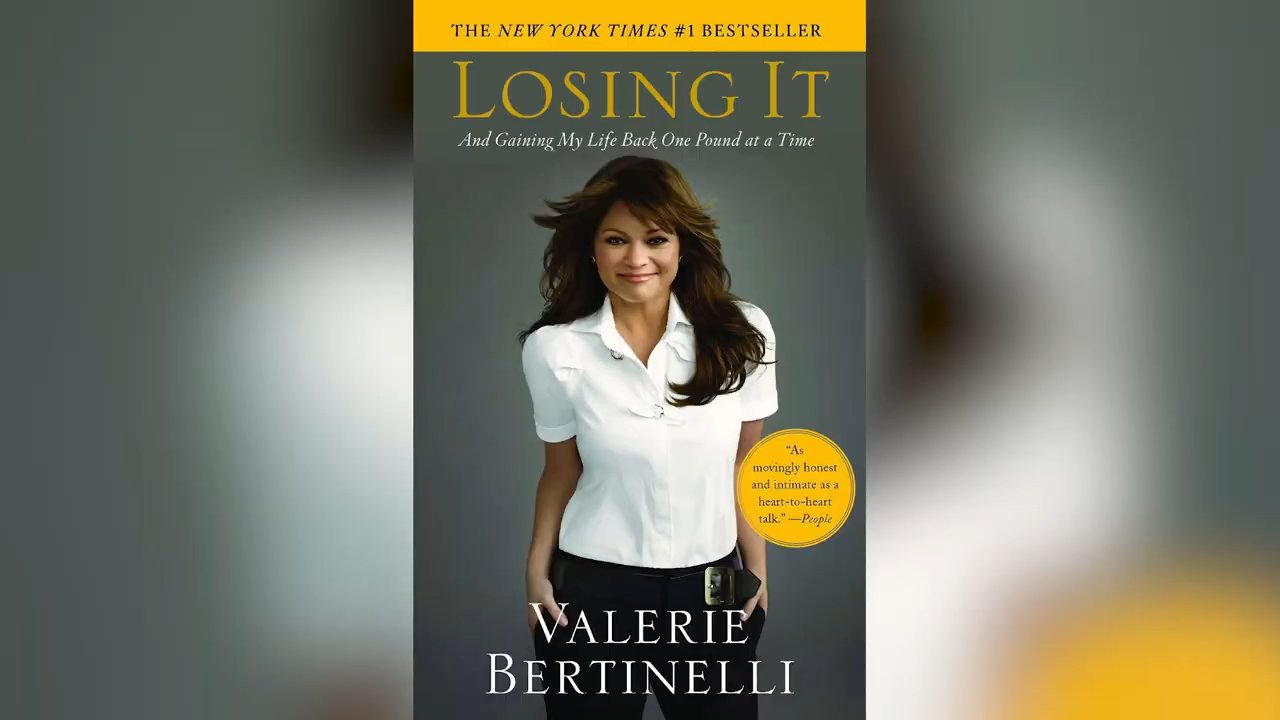 THE NEW YORK TIMES #1 BESTSELLER
LOSING IT
And Gaining My Life Back One Pound at a Time
“As
movingly honest
and intimate as a
heart-to-heart
talk.” —People
VALERIE
BERTINELLI